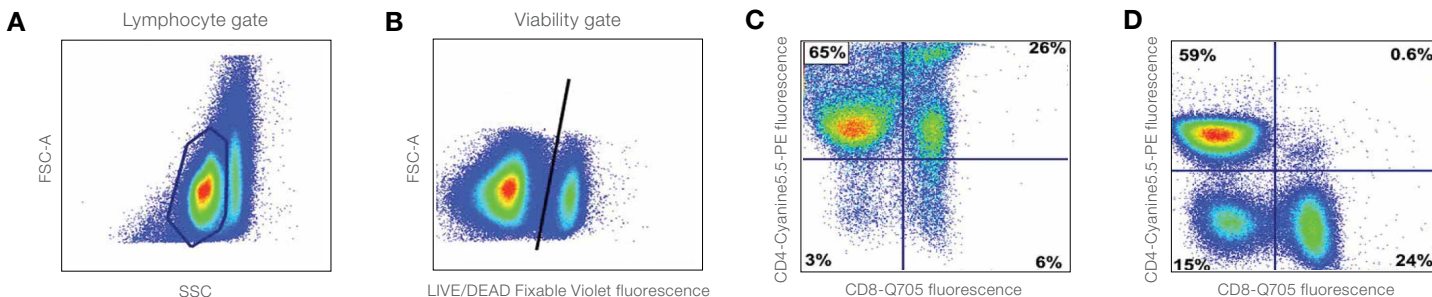 A
Lymphocyte gate
FSC-A
SSC
B
Viability gate
FSC-A
LIVE/DEAD Fixable Violet fluorescence
C
65%
26%
3%
6%
CD4-Cyanine5.5-PE fluorescence
CD8-Q705 fluorescence
D
59%
0.6%
15%
24%
CD4-Cyanine5.5-PE fluorescence
CD8-Q705 fluorescence